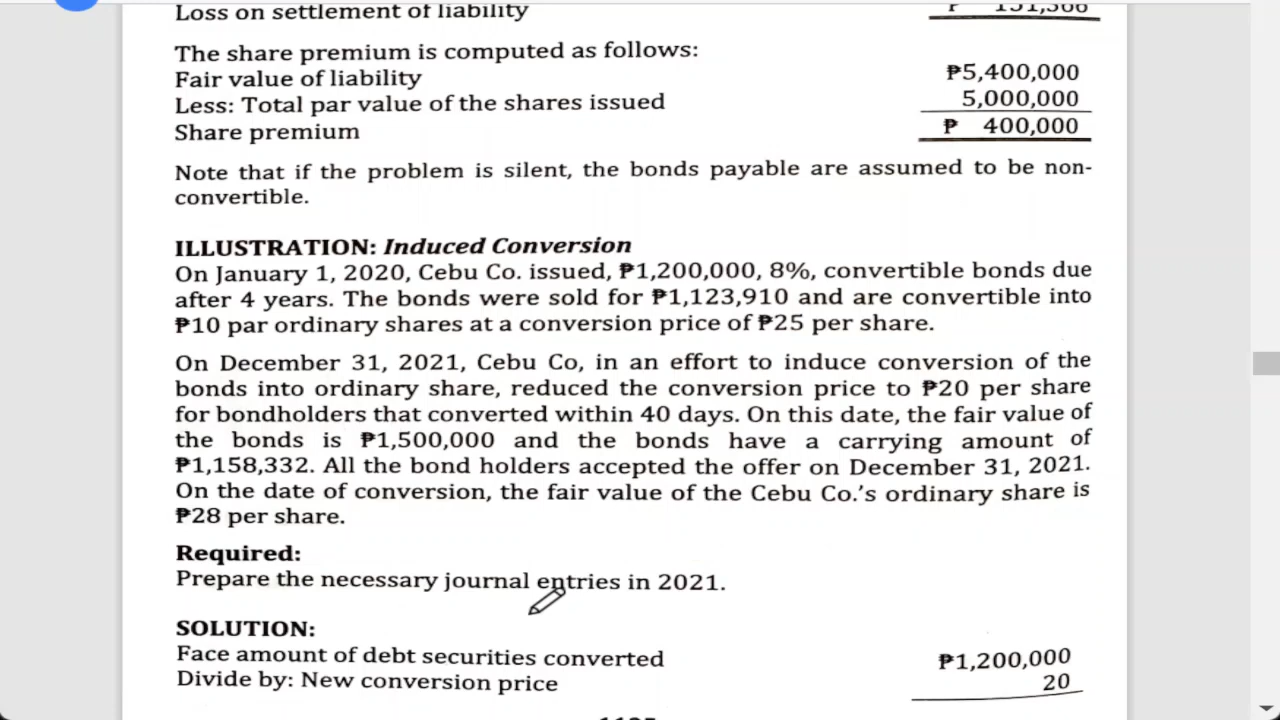 Loss on settlement of liability ₱ 151,366
The share premium is computed as follows:
Fair value of liability ₱5,400,000
Less: Total par value of the shares issued 5,000,000
Share premium ₱ 400,000
Note that if the problem is silent, the bonds payable are assumed to be non-
convertible.
ILLUSTRATION: Induced Conversion
On January 1, 2020, Cebu Co. issued, ₱1,200,000, 8%, convertible bonds due
after 4 years. The bonds were sold for ₱1,123,910 and are convertible into
₱10 par ordinary shares at a conversion price of ₱25 per share.
On December 31, 2021, Cebu Co, in an effort to induce conversion of the
bonds into ordinary share, reduced the conversion price to ₱20 per share
for bondholders that converted within 40 days. On this date, the fair value of
the bonds is ₱1,500,000 and the bonds have a carrying amount of
₱1,158,332. All the bond holders accepted the offer on December 31, 2021.
On the date of conversion, the fair value of the Cebu Co.'s ordinary share is
₱28 per share.
Required:
Prepare the necessary journal entries in 2021.
SOLUTION:
Face amount of debt securities converted ₱1,200,000
Divide by: New conversion price 20